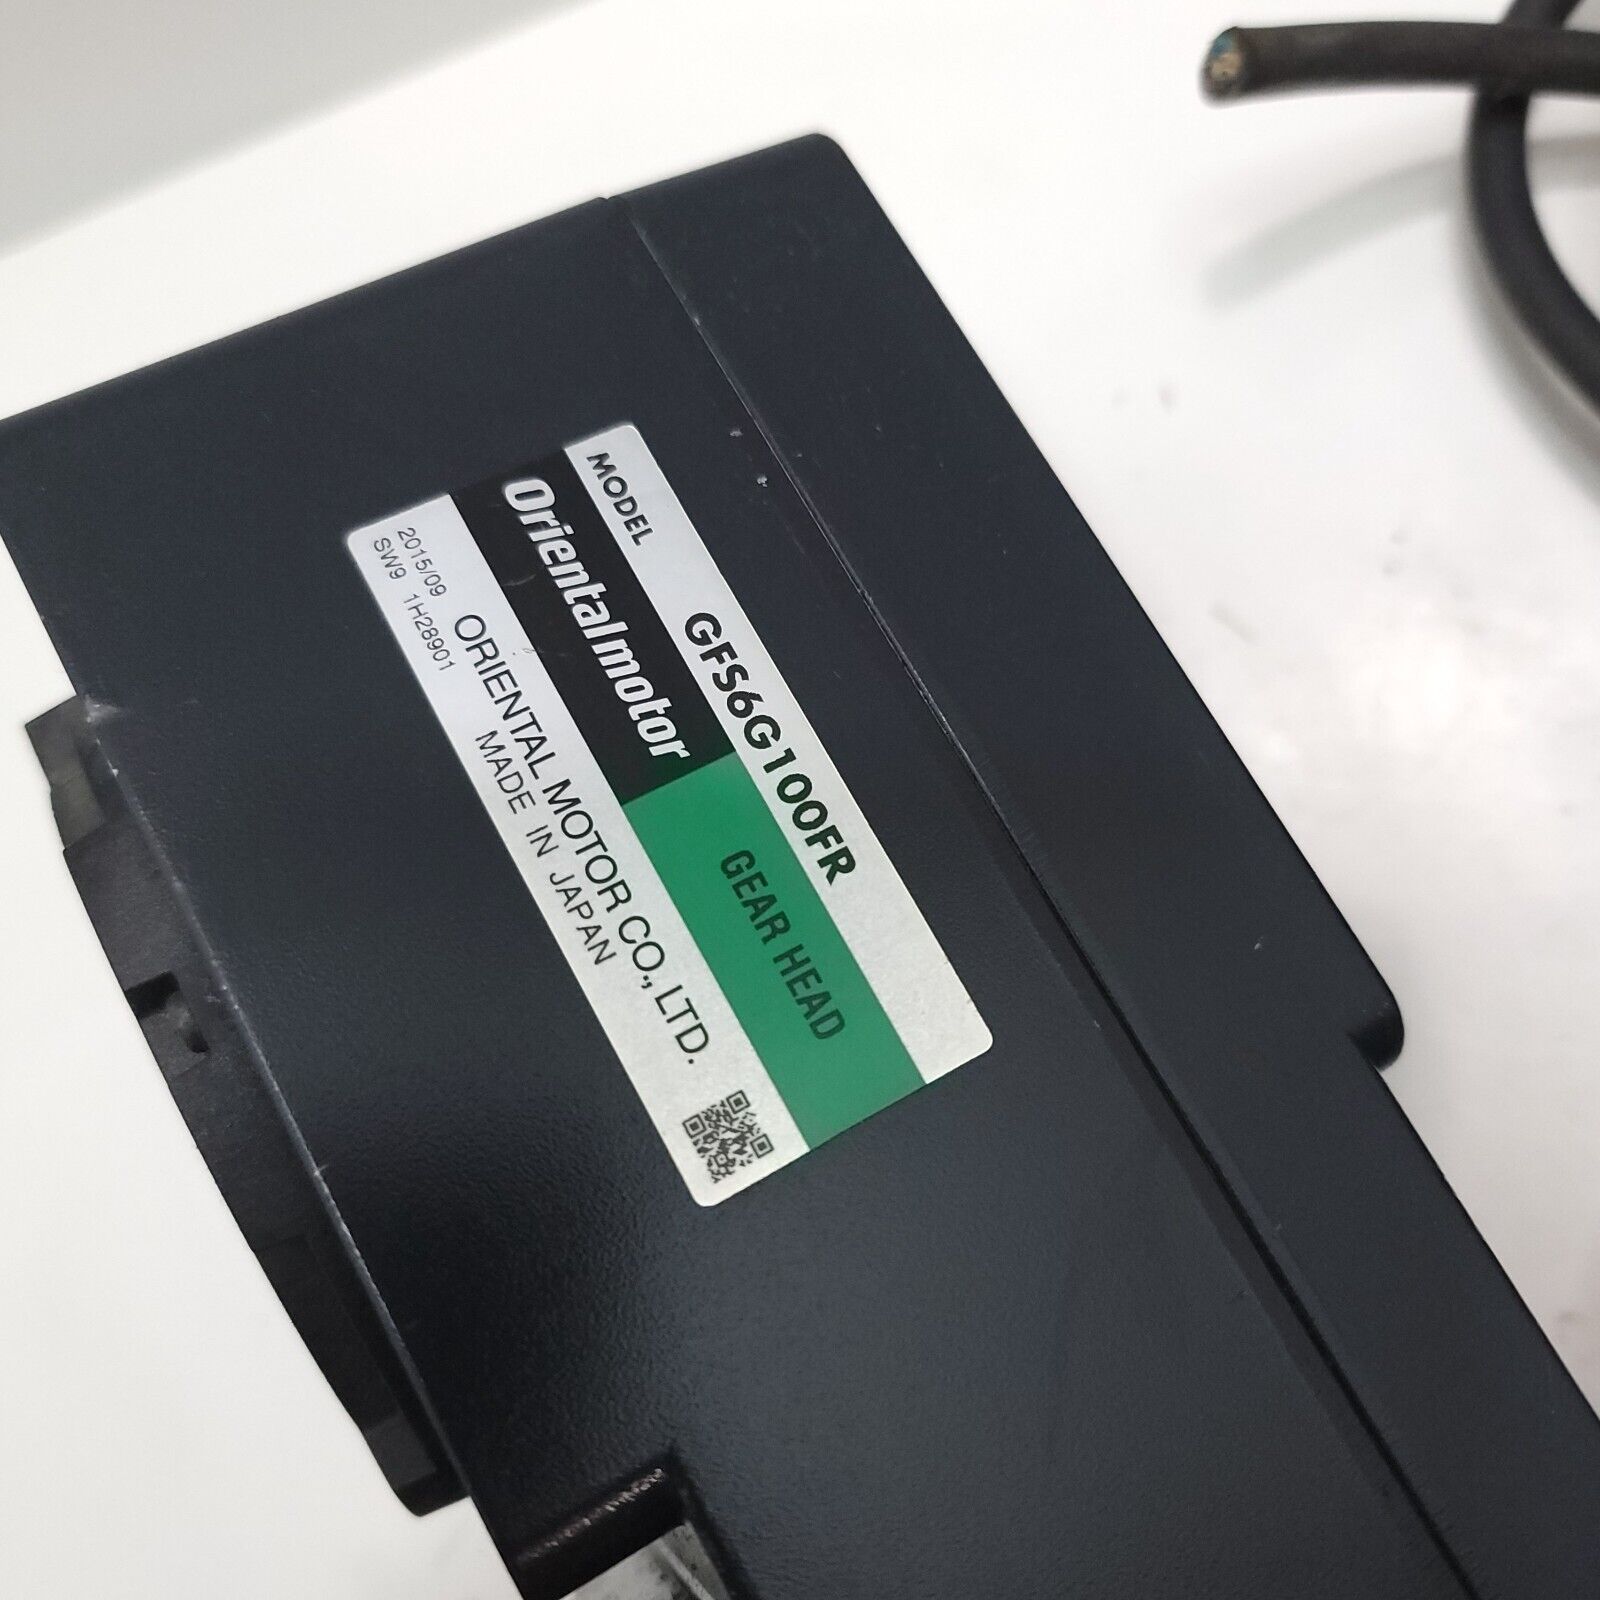 MODEL GFS6G100FR
Orientalmotor GEAR HEAD
ORIENTAL MOTOR CO., LTD.
2015/09 MADE IN JAPAN
SW9 1H28901